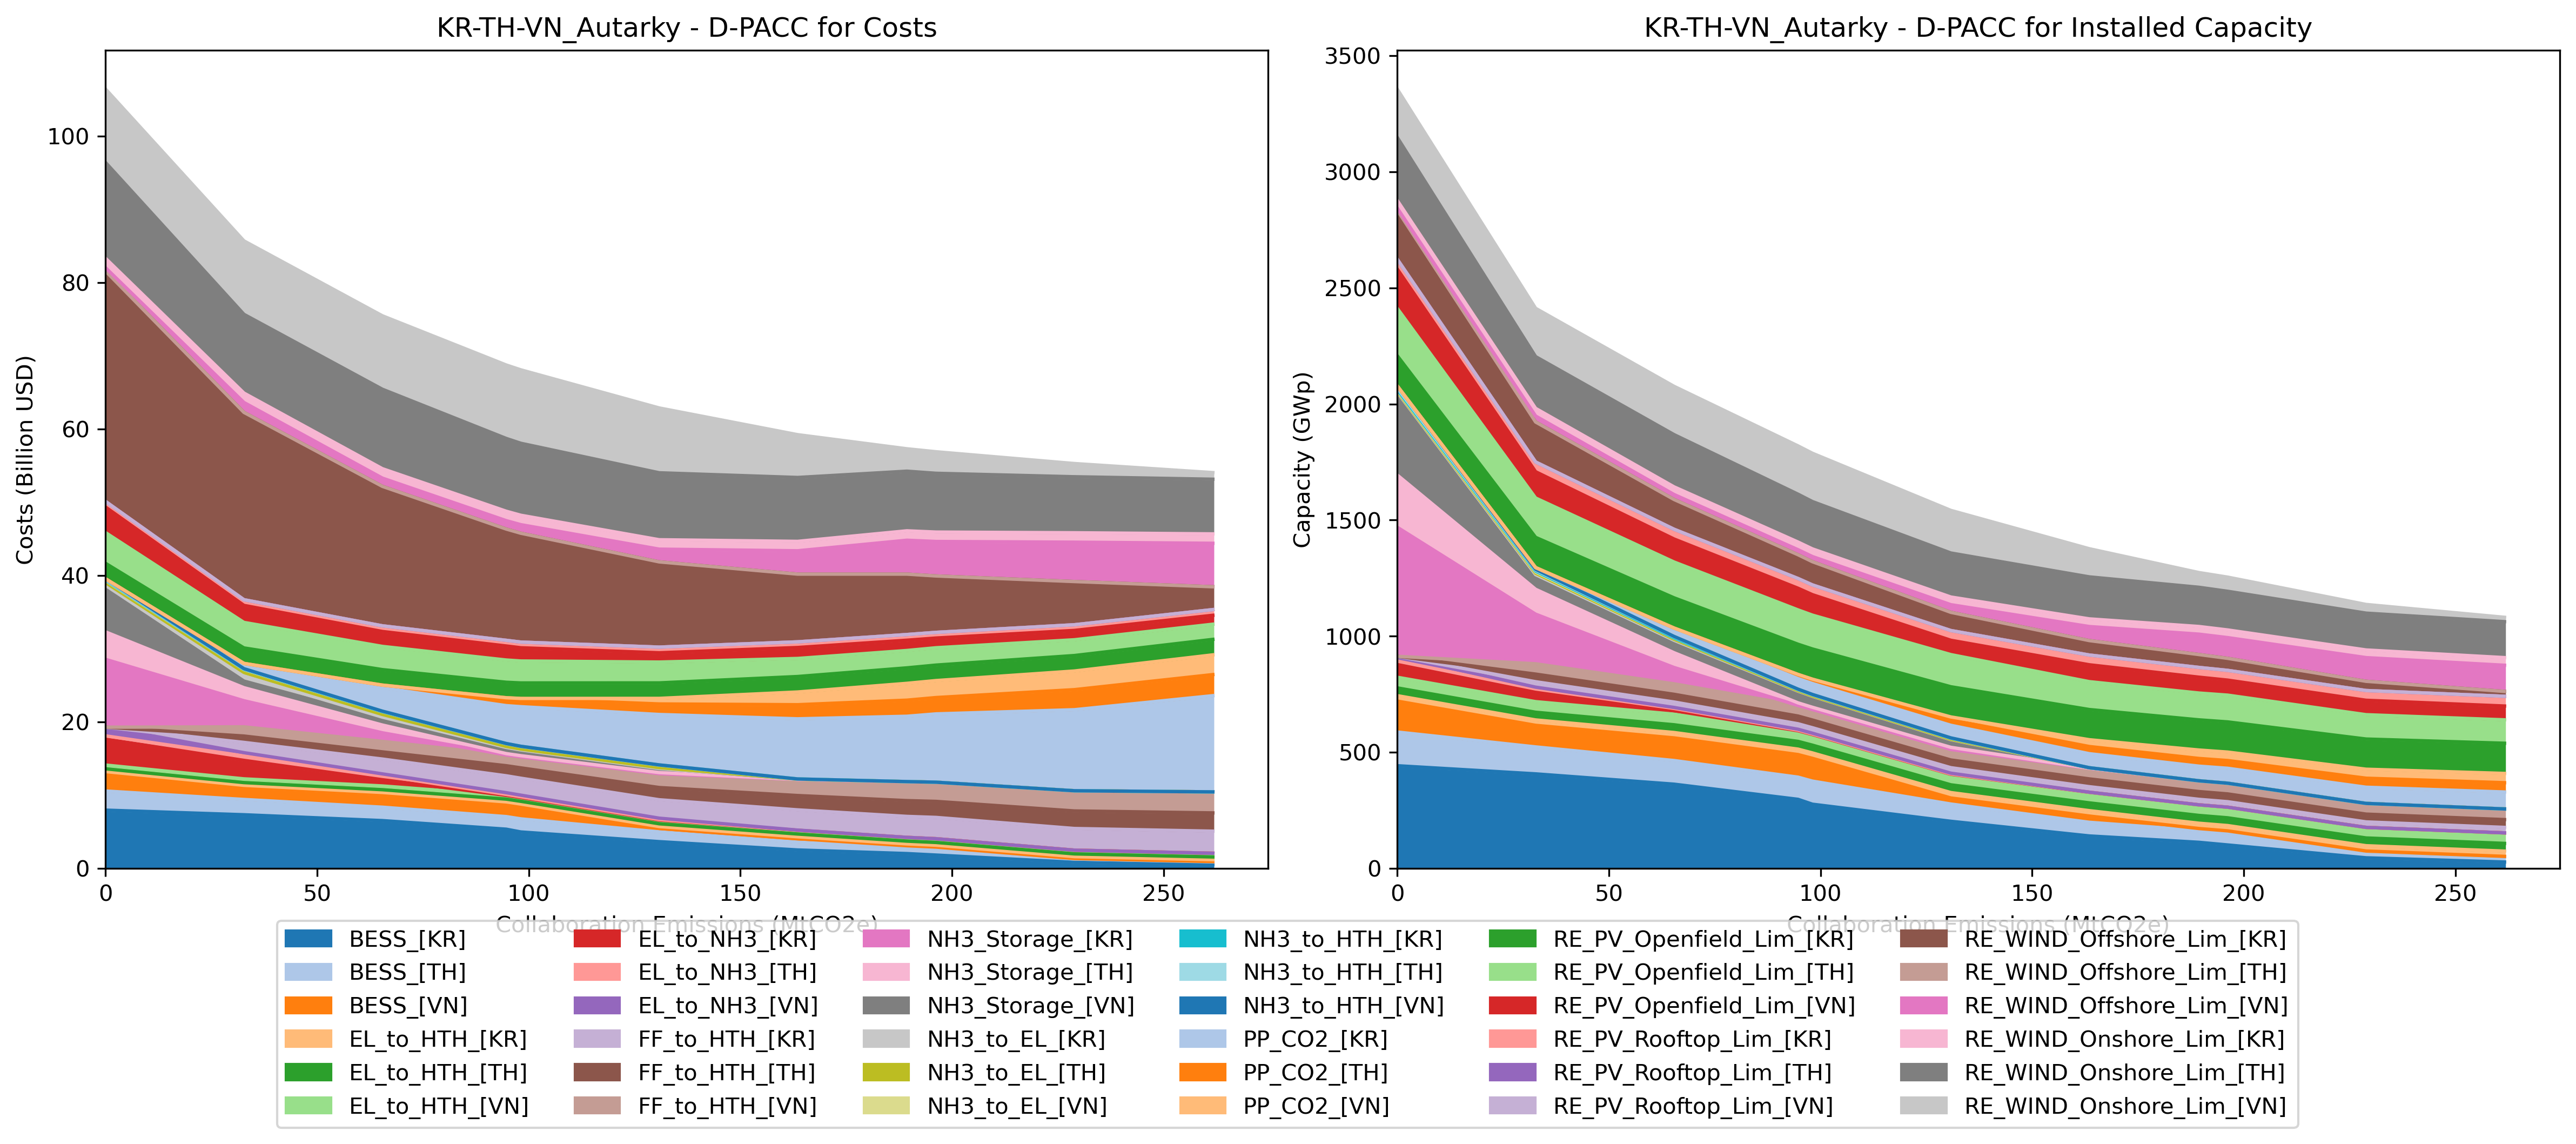 KR-TH-VN_Autarky - D-PACC for Costs
Costs (Billion USD)
100
80
60
40
20
0
0 50 100 150 200 250
Collaboration Emissions (MtCO2e)
KR-TH-VN_Autarky - D-PACC for Installed Capacity
Capacity (GWp)
3500
3000
2500
2000
1500
1000
500
0
0 50 100 150 200 250
Collaboration Emissions (MtCO2e)
BESS_[KR]
BESS_[TH]
BESS_[VN]
EL_to_HTH_[KR]
EL_to_HTH_[TH]
EL_to_HTH_[VN]
EL_to_NH3_[KR]
EL_to_NH3_[TH]
EL_to_NH3_[VN]
FF_to_HTH_[KR]
FF_to_HTH_[TH]
FF_to_HTH_[VN]
NH3_Storage_[KR]
NH3_Storage_[TH]
NH3_Storage_[VN]
NH3_to_EL_[KR]
NH3_to_EL_[TH]
NH3_to_EL_[VN]
NH3_to_HTH_[KR]
NH3_to_HTH_[TH]
NH3_to_HTH_[VN]
PP_CO2_[KR]
PP_CO2_[TH]
PP_CO2_[VN]
RE_PV_Openfield_Lim_[KR]
RE_PV_Openfield_Lim_[TH]
RE_PV_Openfield_Lim_[VN]
RE_PV_Rooftop_Lim_[KR]
RE_PV_Rooftop_Lim_[TH]
RE_PV_Rooftop_Lim_[VN]
RE_WIND_Offshore_Lim_[KR]
RE_WIND_Offshore_Lim_[TH]
RE_WIND_Offshore_Lim_[VN]
RE_WIND_Onshore_Lim_[KR]
RE_WIND_Onshore_Lim_[TH]
RE_WIND_Onshore_Lim_[VN]